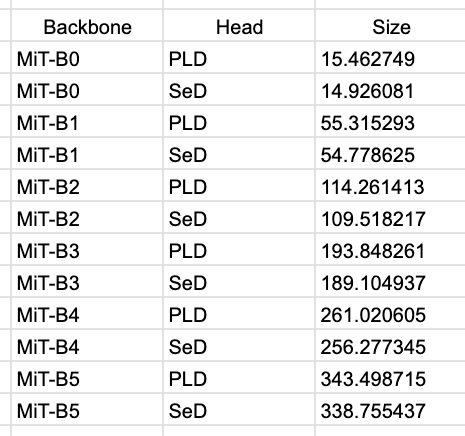 Backbone Head Size
MiT-B0 PLD 15.462749
MiT-B0 SeD 14.926081
MiT-B1 PLD 55.315293
MiT-B1 SeD 54.778625
MiT-B2 PLD 114.261413
MiT-B2 SeD 109.518217
MiT-B3 PLD 193.848261
MiT-B3 SeD 189.104937
MiT-B4 PLD 261.020605
MiT-B4 SeD 256.277345
MiT-B5 PLD 343.498715
MiT-B5 SeD 338.755437